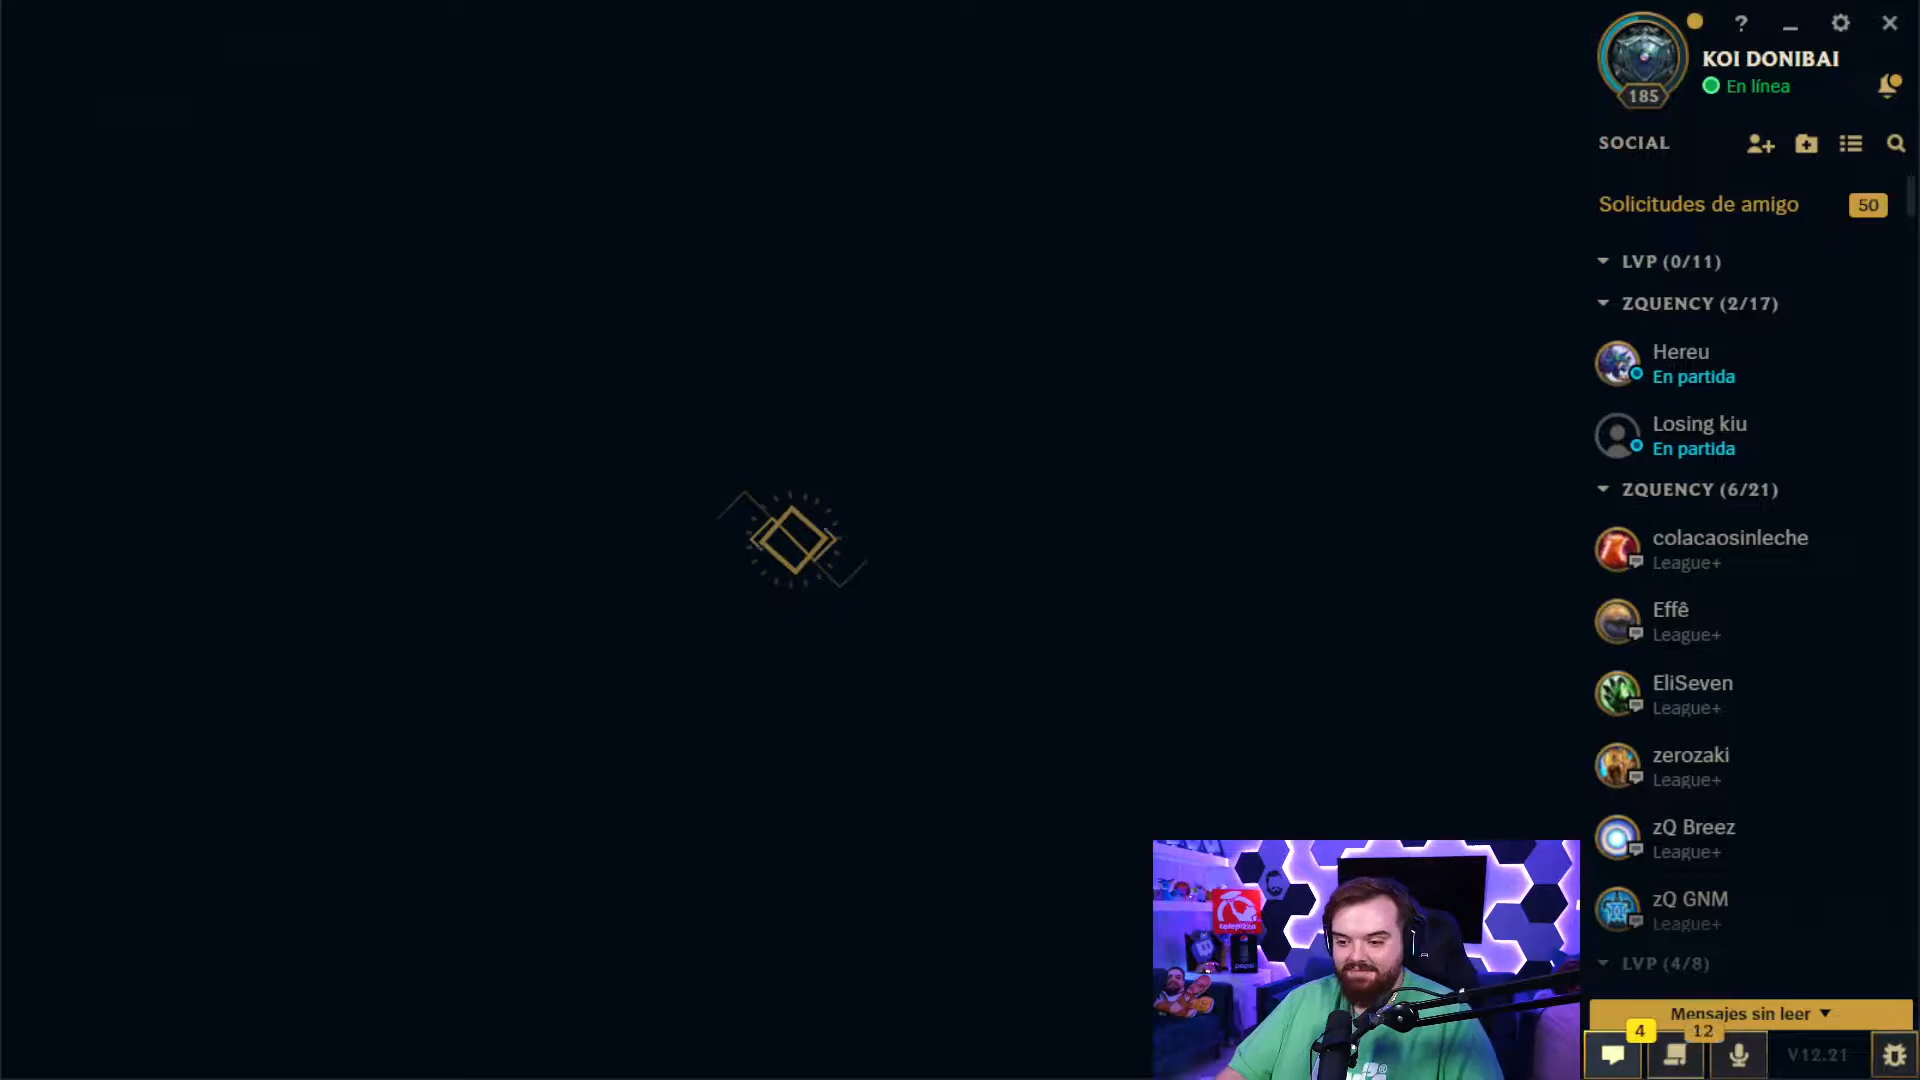 ?
KOI DONIBAI
En línea
185
SOCIAL
Solicitudes de amigo
50
LVP (0/11)
ZQUENCY (2/17)
Hereu
En partida
Losing kiu
En partida
ZQUENCY (6/21)
colacaosinleche
League+
Effê
League+
EliSeven
League+
zerozaki
League+
zQ Breez
League+
zQ GNM
League+
LVP (4/8)
Mensajes sin leer
4
12
V12.21
telepizza
pepsi